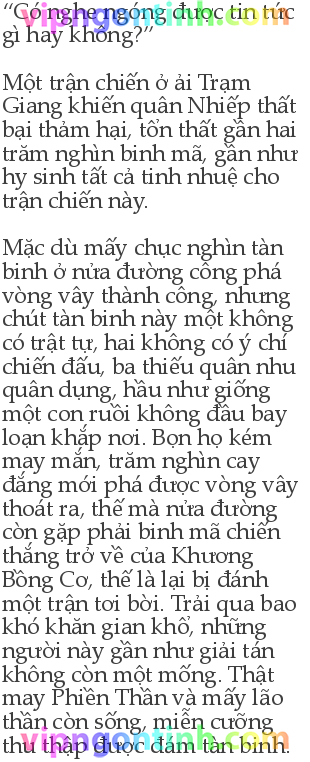 “Có nghe ngóng được tin tức
gì hay không?”
Một trận chiến ở ải Trạm
Giang khiến quân Nhiếp thất
bại thảm hại, tổn thất gần hai
trăm nghìn binh mã, gần như
hy sinh tất cả tinh nhuệ cho
trận chiến này.
Mặc dù mấy chục nghìn tàn
binh ở nửa đường công phá
vòng vây thành công, nhưng
chút tàn binh này một không
có trật tự, hai không có ý chí
chiến đấu, ba thiếu quân nhu
quân dụng, hầu như giống
một con ruồi không đầu bay
loạn khắp nơi. Bọn họ kém
may mắn, trăm nghìn cay
đắng mới phá được vòng vây
thoát ra, thế mà nửa đường
còn gặp phải binh mã chiến
thắng trở về của Khương
Bồng Cơ, thế là lại bị đánh
một trận tơi bời. Trải qua bao
khó khăn gian khổ, những
người này gần như giải tán
không còn một mống. Thật
may Phiền Thần và mấy lão
thần còn sống, miễn cưỡng
thu thập được đám tàn binh.
vipngontinh.com
vipngontinh.com